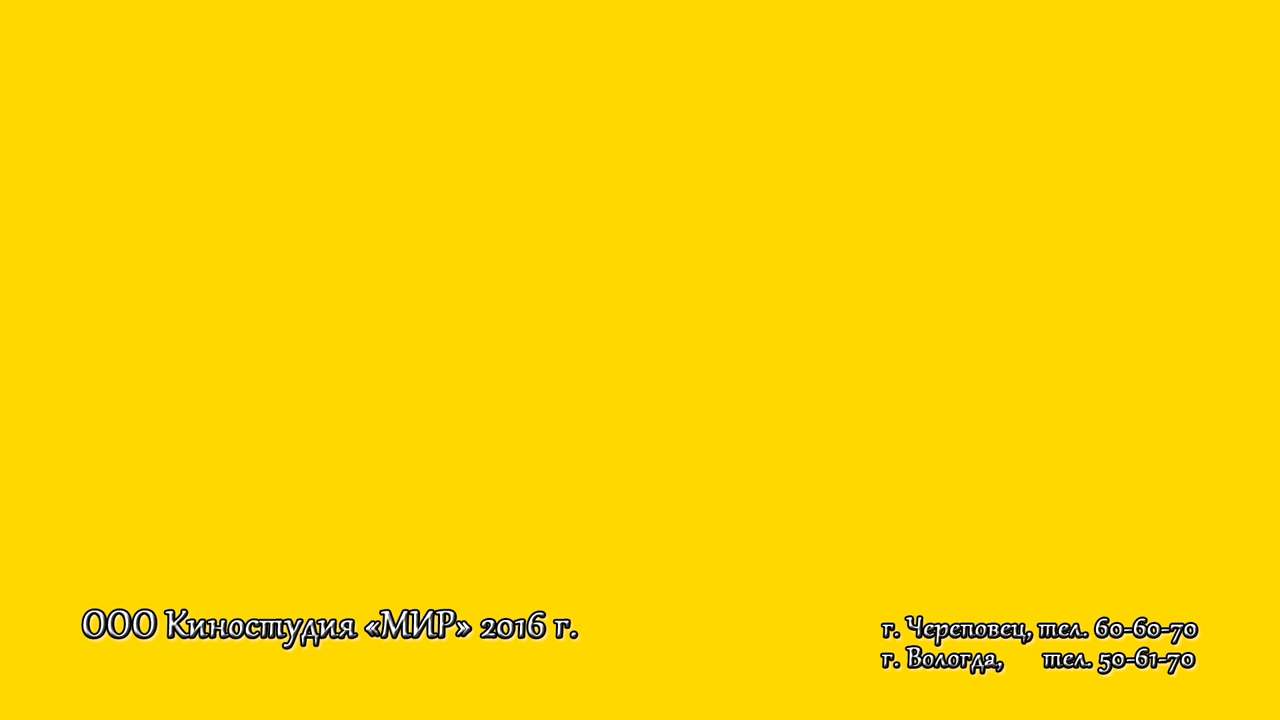 ООО Киностудия «МИР» 2016 г.
г. Череповец, тел. 60-60-70
г. Вологда, тел. 50-61-70